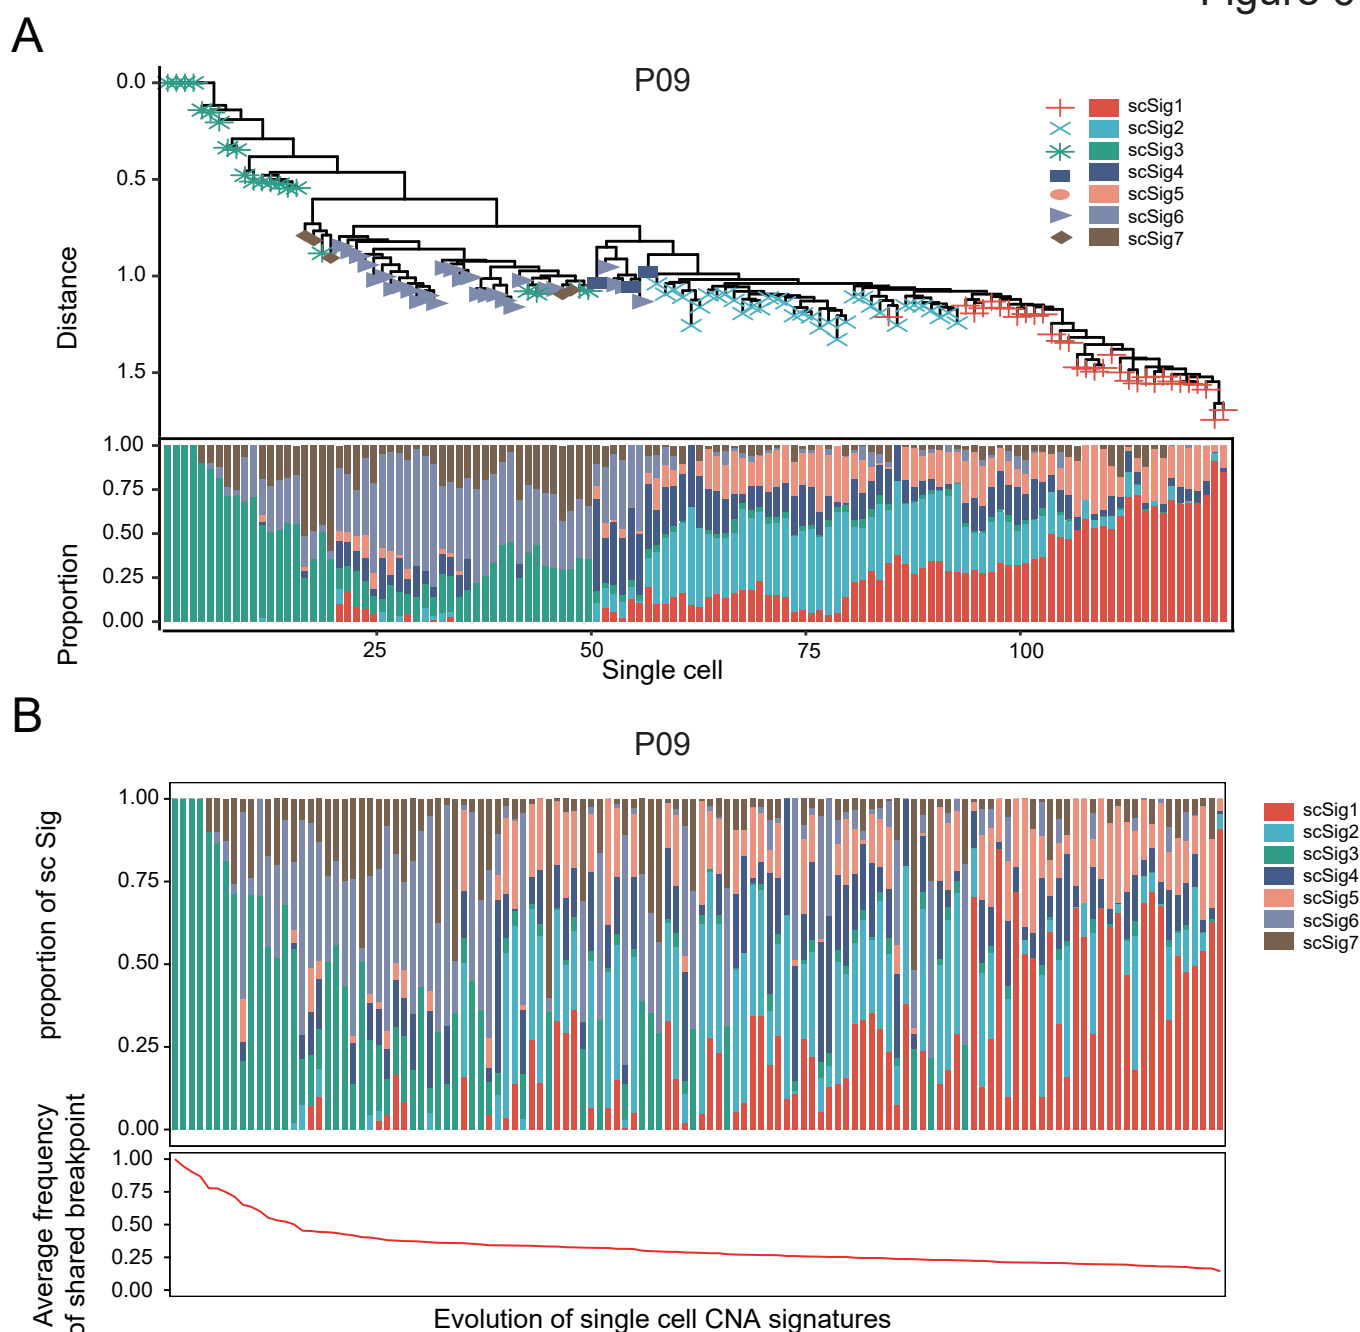 A
P09
0.0
0.5
1.0
1.5
Distance
scSig1
scSig2
scSig3
scSig4
scSig5
scSig6
scSig7
1.00
0.75
0.50
0.25
0.00
Proportion
25
50
75
100
Single cell
B
P09
1.00
0.75
0.50
0.25
0.00
proportion of sc Sig
scSig1
scSig2
scSig3
scSig4
scSig5
scSig6
scSig7
1.00
0.75
0.50
0.25
0.00
Average frequency
of shared breakpoint
Evolution of single cell CNA signatures